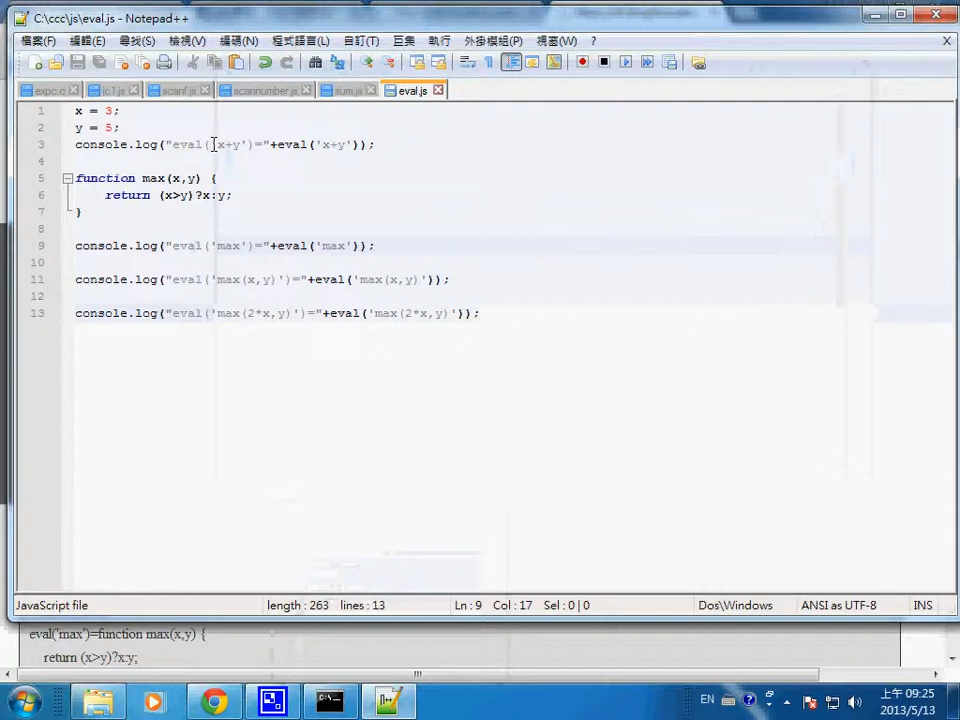 C:\ccc\js\eval.js - Notepad++
檔案(F) 編輯(E) 尋找(S) 檢視(V) 編碼(N) 程式語言(L) 自訂(T) 巨集 執行 外掛模組(P) 視窗(W) ? X
expc.c jc1.js scanf.js scannumber.js sum.js eval.js
1 x = 3;
2 y = 5;
3 console.log("eval('x+y')="+eval('x+y'));
4
5 function max(x,y) {
6 return (x>y)?x:y;
7 }
8
9 console.log("eval('max')="+eval('max'));
10
11 console.log("eval('max(x,y)')="+eval('max(x,y)'));
12
13 console.log("eval('max(2*x,y)')="+eval('max(2*x,y)'));
JavaScript file length : 263 lines : 13 Ln : 9 Col : 17 Sel : 0 | 0 Dos\Windows ANSI as UTF-8 INS
eval('max')=function max(x,y) {
return (x>y)?x:y;
EN 上午 09:25
2013/5/13